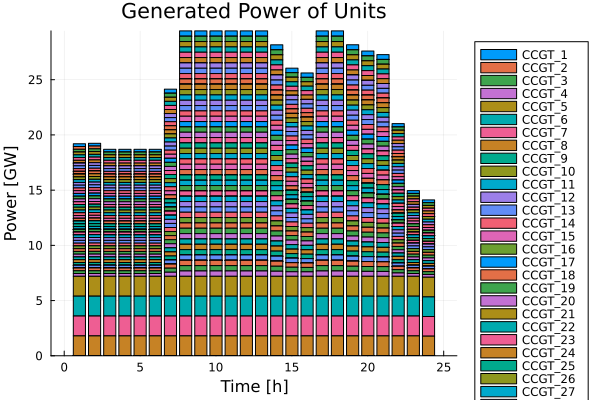 Generated Power of Units
Power [GW]
25
20
15
10
5
0
0 5 10 15 20 25
Time [h]
CCGT_1
CCGT_2
CCGT_3
CCGT_4
CCGT_5
CCGT_6
CCGT_7
CCGT_8
CCGT_9
CCGT_10
CCGT_11
CCGT_12
CCGT_13
CCGT_14
CCGT_15
CCGT_16
CCGT_17
CCGT_18
CCGT_19
CCGT_20
CCGT_21
CCGT_22
CCGT_23
CCGT_24
CCGT_25
CCGT_26
CCGT_27